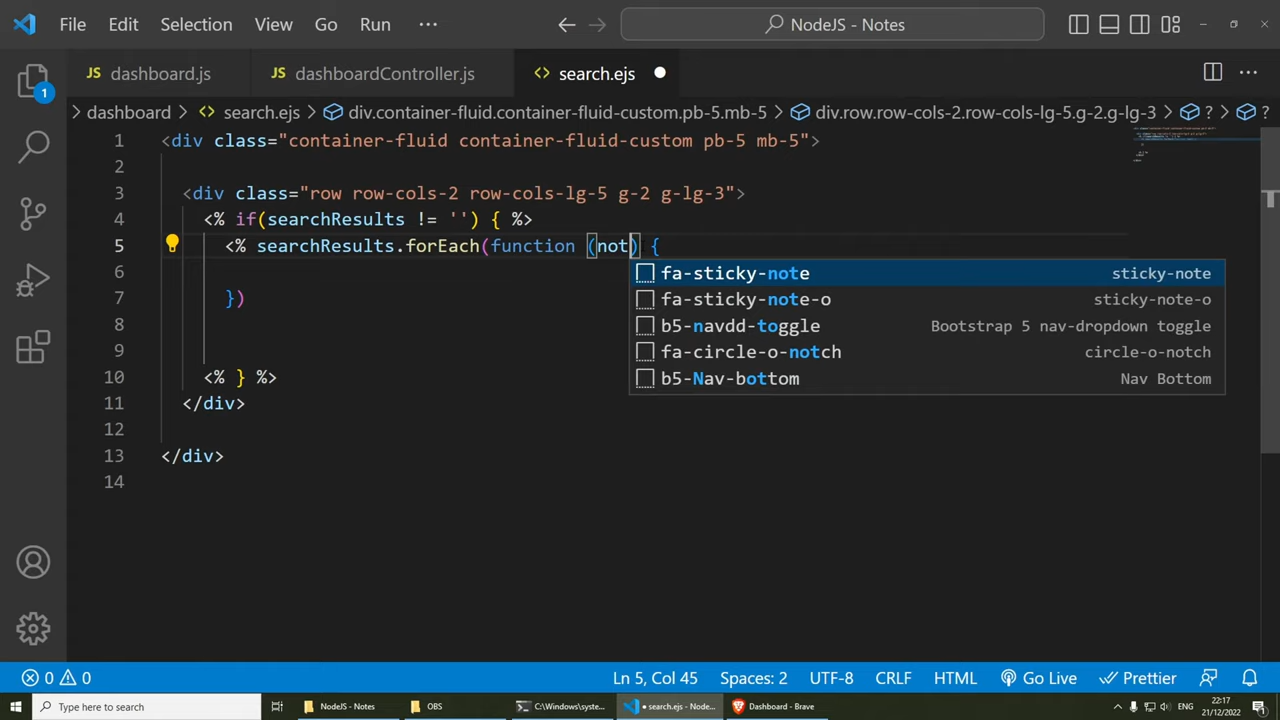 File Edit Selection View Go Run ··· NodeJS - Notes
JS dashboard.js JS dashboardController.js <> search.ejs
dashboard > <> search.ejs > div.container-fluid.container-fluid-custom.pb-5.mb-5 > div.row.row-cols-2.row-cols-lg-5.g-2.g-lg-3 > ? > ?
1 <div class="container-fluid container-fluid-custom pb-5 mb-5">
2
3 <div class="row row-cols-2 row-cols-lg-5 g-2 g-lg-3">
4 <% if(searchResults != '') { %>
5 <% searchResults.forEach(function (not) {
6
fa-sticky-note sticky-note
7 })
fa-sticky-note-o sticky-note-o
8
b5-navdd-toggle Bootstrap 5 nav-dropdown toggle
9
fa-circle-o-notch circle-o-notch
10 <% } %>
b5-Nav-bottom Nav Bottom
11 </div>
12
13 </div>
14
1
0 0 Ln 5, Col 45 Spaces: 2 UTF-8 CRLF HTML Go Live Prettier
Type here to search NodeJS - Notes OBS C:\Windows\syste... search.ejs - Node... Dashboard - Brave ENG 22:17
21/12/2022